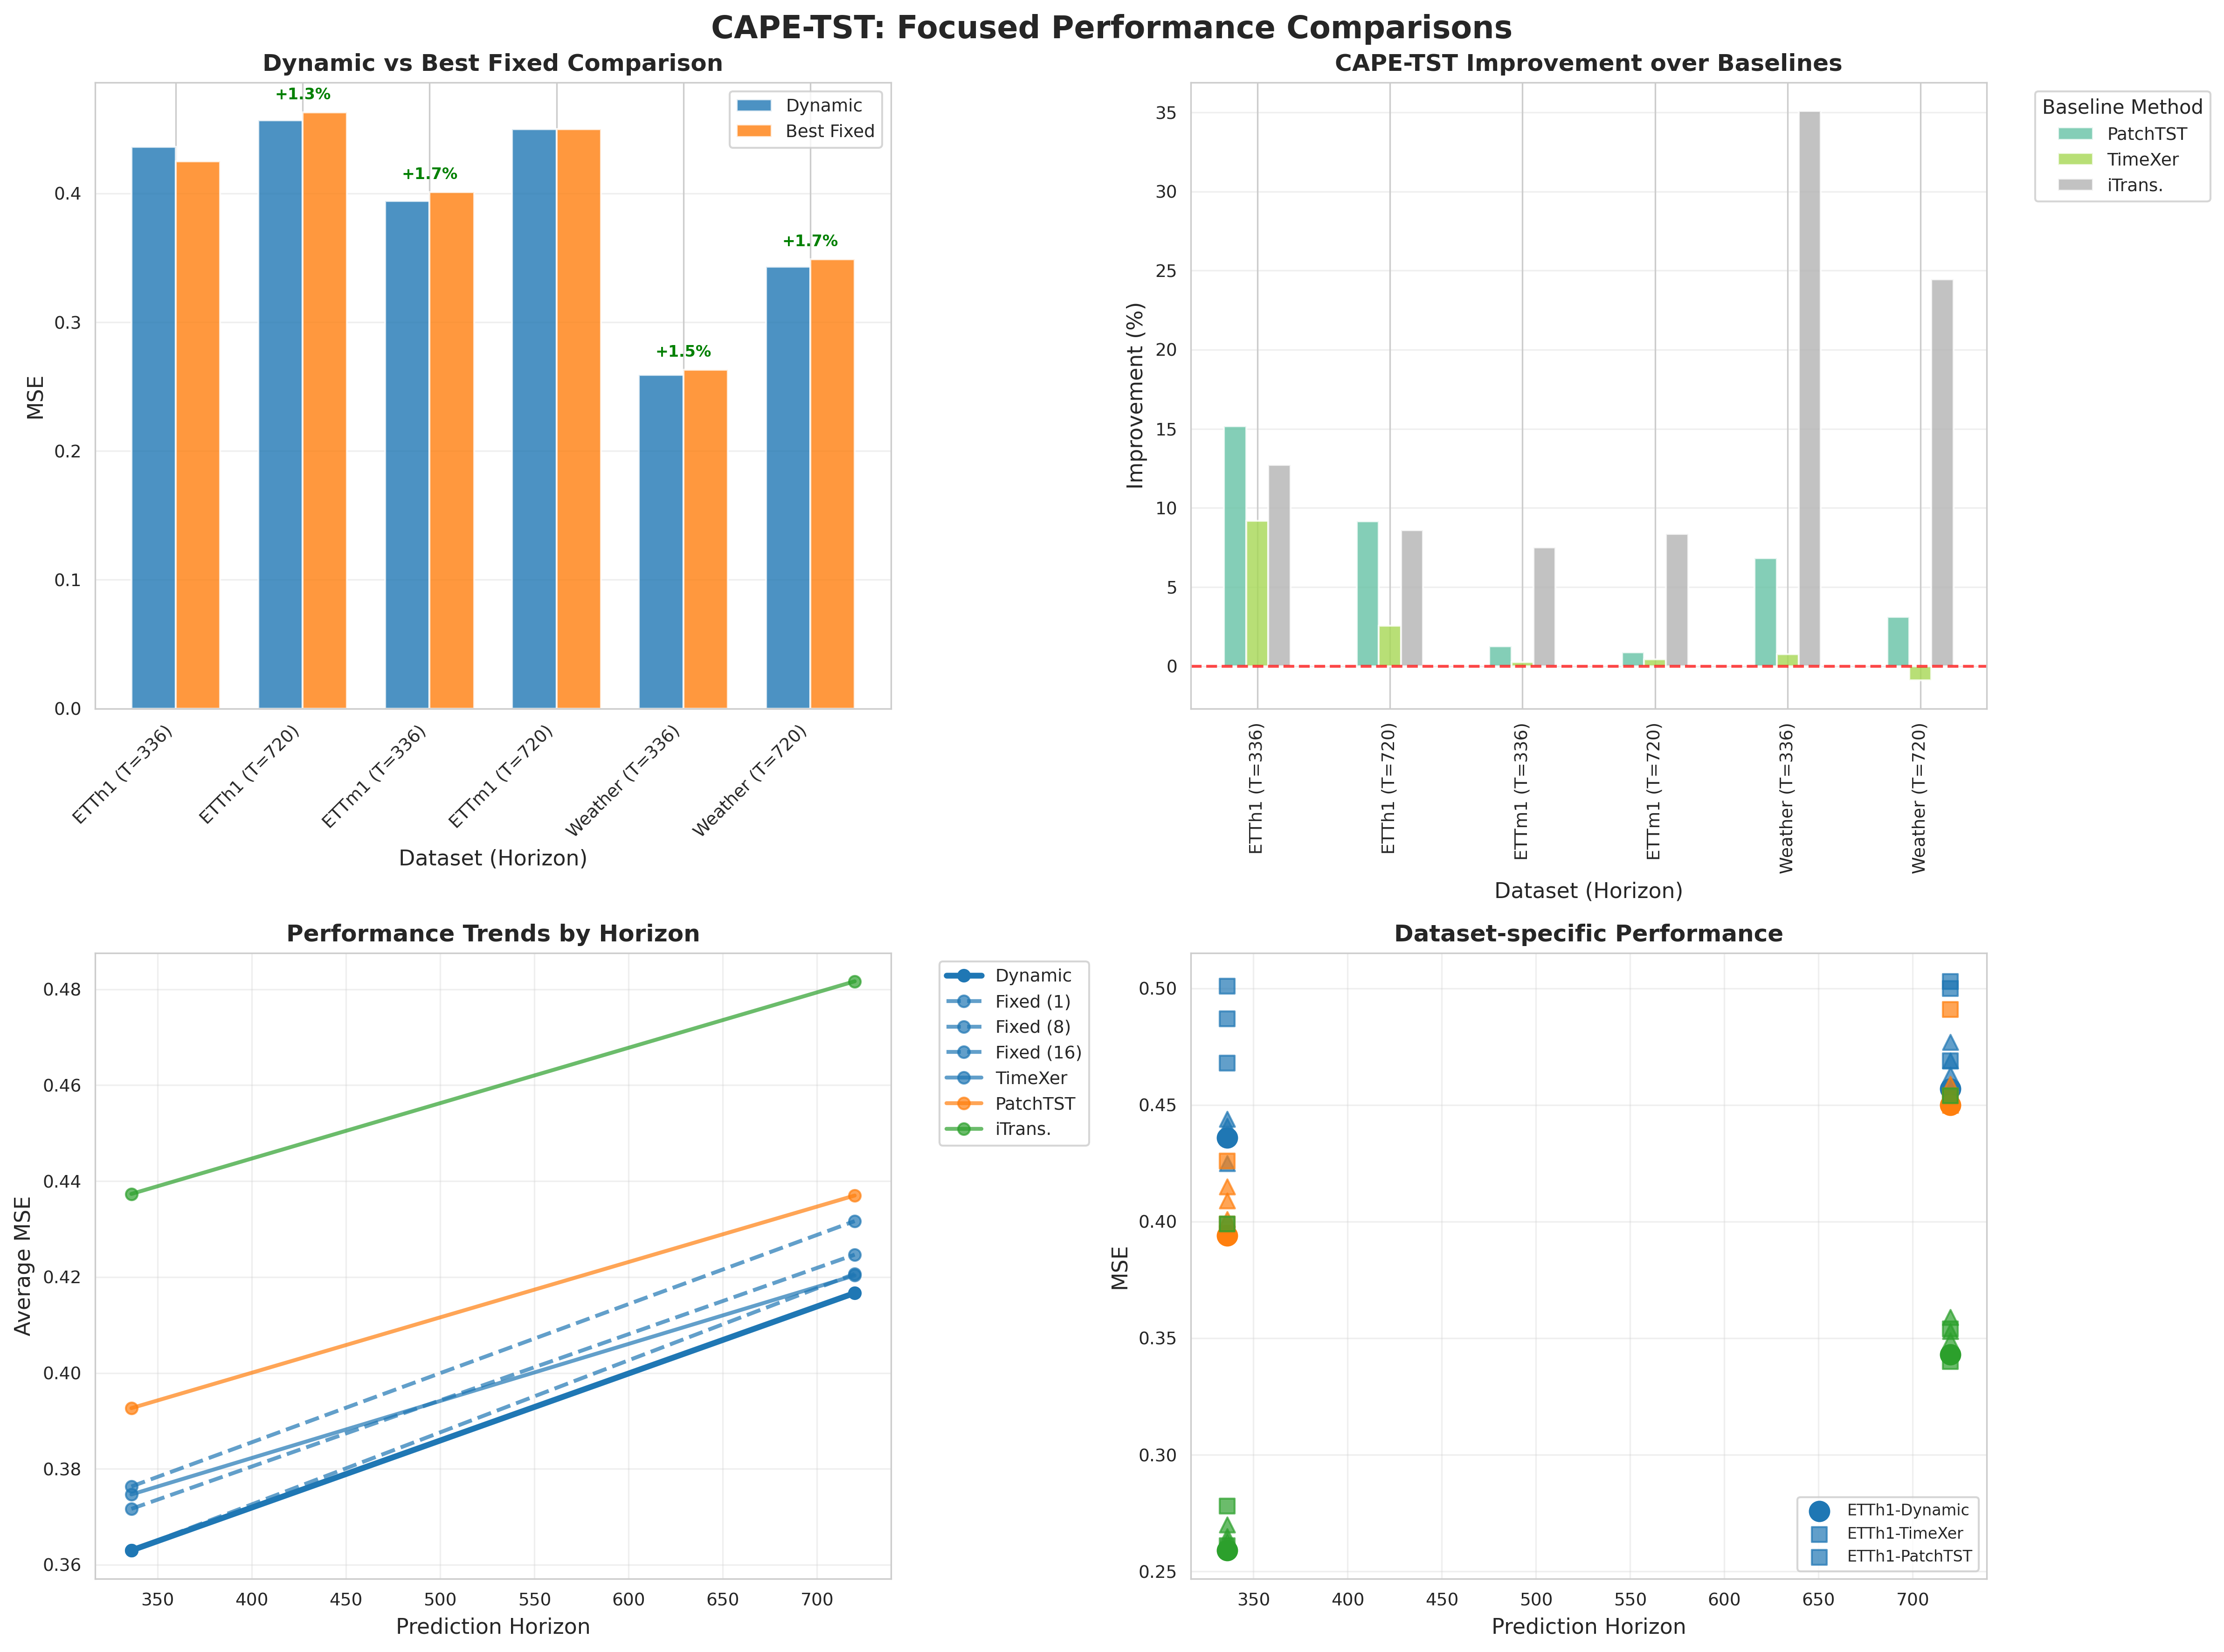 CAPE-TST: Focused Performance Comparisons
Dynamic vs Best Fixed Comparison
MSE
0.4
0.3
0.2
0.1
0.0
+1.3%
+1.7%
+1.5%
+1.7%
Dynamic
Best Fixed
ETTh1 (T=336)
ETTh1 (T=720)
ETTm1 (T=336)
ETTm1 (T=720)
Weather (T=336)
Weather (T=720)
Dataset (Horizon)
CAPE-TST Improvement over Baselines
Improvement (%)
35
30
25
20
15
10
5
0
Baseline Method
PatchTST
TimeXer
iTrans.
ETTh1 (T=336)
ETTh1 (T=720)
ETTm1 (T=336)
ETTm1 (T=720)
Weather (T=336)
Weather (T=720)
Dataset (Horizon)
Performance Trends by Horizon
Average MSE
0.48
0.46
0.44
0.42
0.40
0.38
0.36
350 400 450 500 550 600 650 700
Prediction Horizon
Dynamic
Fixed (1)
Fixed (8)
Fixed (16)
TimeXer
PatchTST
iTrans.
Dataset-specific Performance
MSE
0.50
0.45
0.40
0.35
0.30
0.25
ETTh1-Dynamic
ETTh1-TimeXer
ETTh1-PatchTST
350 400 450 500 550 600 650 700
Prediction Horizon